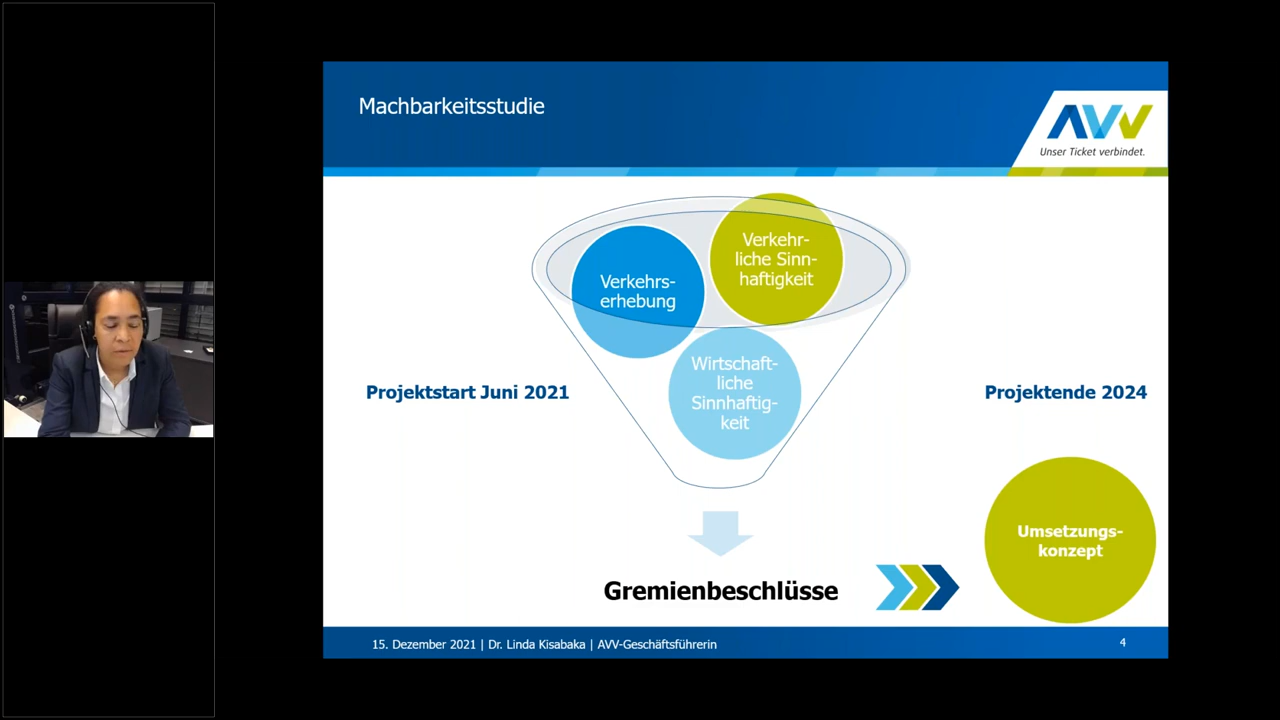 Machbarkeitsstudie
AVV
Unser Ticket verbindet.
Verkehrs-
erhebung
Verkehr-
liche Sinn-
haftigkeit
Wirtschaft-
liche
Sinnhaftig-
keit
Projektstart Juni 2021
Projektende 2024
Gremienbeschlüsse
Umsetzungs-
konzept
15. Dezember 2021 | Dr. Linda Kisabaka | AVV-Geschäftsführerin
4